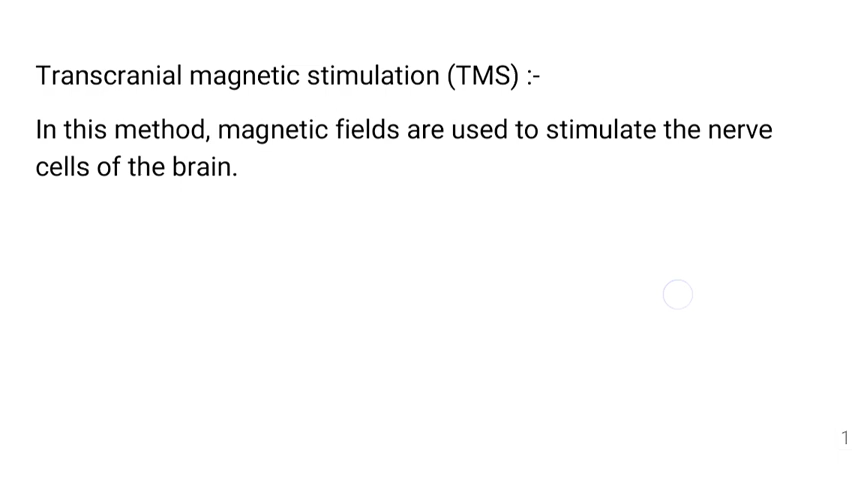 Transcranial magnetic stimulation (TMS) :-
In this method, magnetic fields are used to stimulate the nerve
cells of the brain.
1